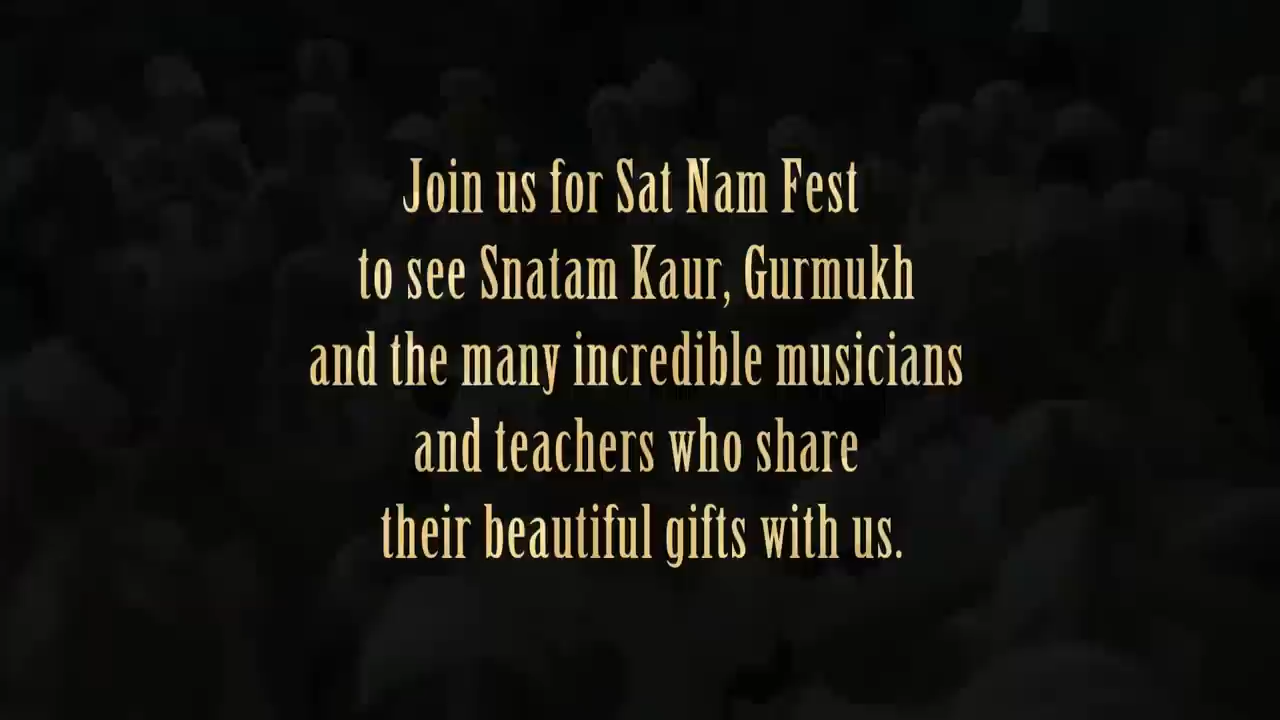 Join us for Sat Nam Fest
to see Snatam Kaur, Gurmukh
and the many incredible musicians
and teachers who share
their beautiful gifts with us.